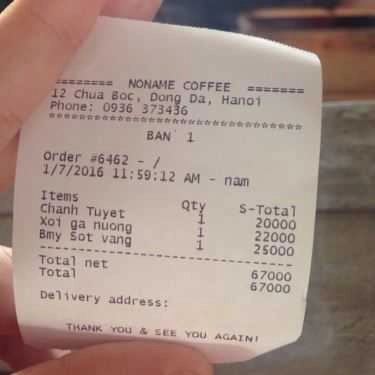 ======== NONAME COFFEE =======
12 Chua Boc, Dong Da, Hanoi
Phone: 0936 373436
******************************
BAN 1
Order #6462 - /
1/7/2016 11:59:12 AM - nam
Items Qty S-Total
Chanh Tuyet 1 20000
Xoi ga nuong 1 22000
Bmy Sot vang 1 25000
------------------------------
Total net 67000
Total 67000
Delivery address:
THANK YOU & SEE YOU AGAIN!